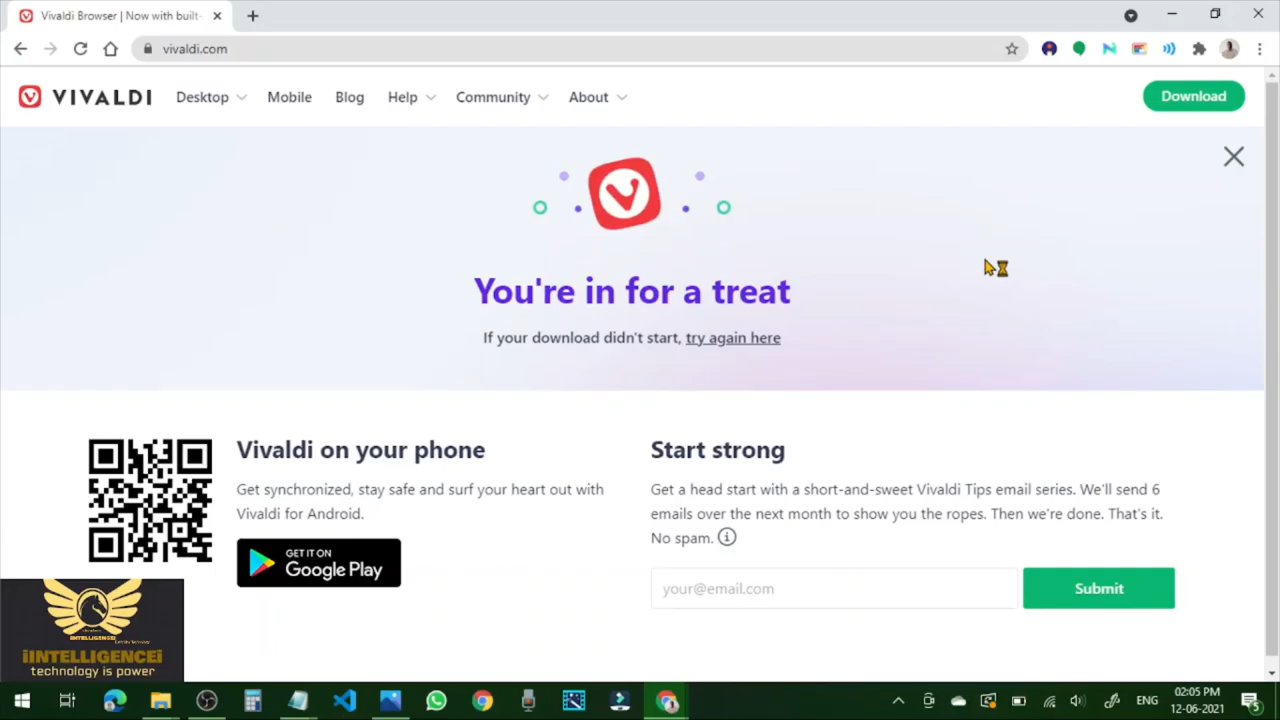 Vivaldi Browser | Now with built-
vivaldi.com
VIVALDI
Desktop
Mobile
Blog
Help
Community
About
Download
You're in for a treat
If your download didn't start, try again here
Vivaldi on your phone
Get synchronized, stay safe and surf your heart out with
Vivaldi for Android.
GET IT ON
Google Play
Start strong
Get a head start with a short-and-sweet Vivaldi Tips email series. We'll send 6
emails over the next month to show you the ropes. Then we're done. That's it.
No spam.
your@email.com
Submit
iINTELLIGENCEi
technology is power
ENG
02:05 PM
12-06-2021
5